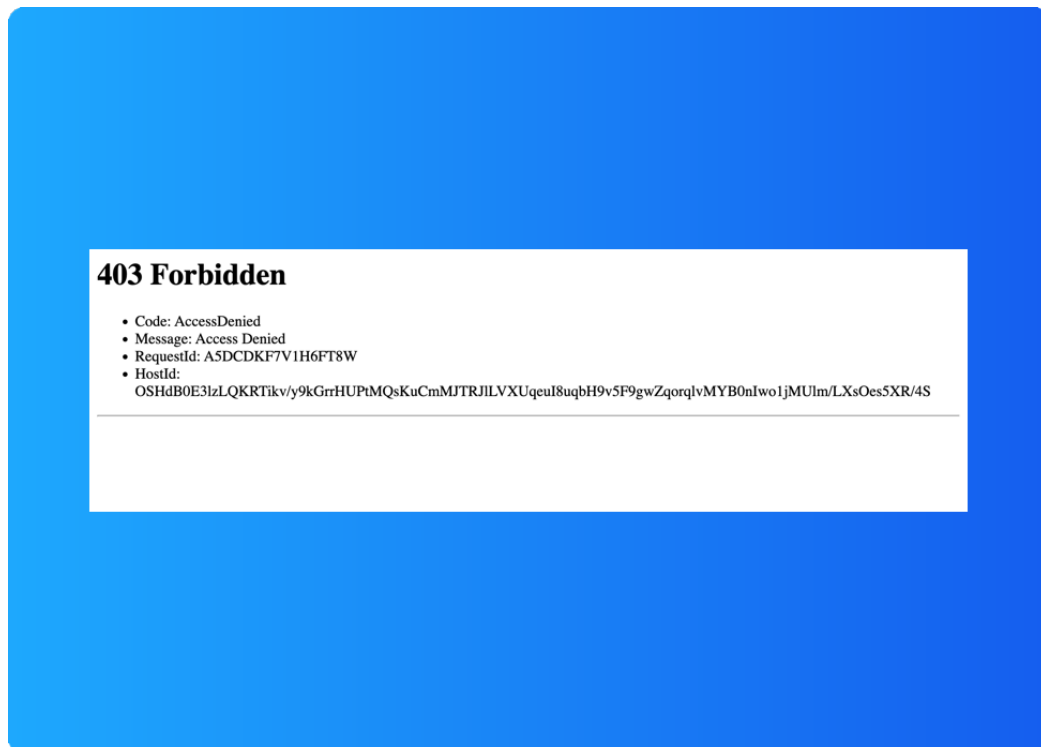 403 Forbidden
Code: AccessDenied
Message: Access Denied
RequestId: A5DCDKF7V1H6FT8W
HostId:
OSHdB0E3lzLQKRTikv/y9kGrrHUPtMQsKuCmMJTRJlLVXUqeuI8uqbH9v5F9gwZqorqlvMYB0nIwo1jMUlm/LXsOes5XR/4S